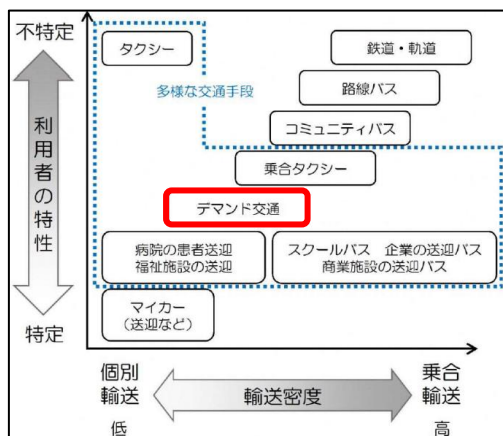 不特定
利用者の特性
特定
タクシー
鉄道・軌道
路線バス
多様な交通手段
コミュニティバス
乗合タクシー
デマンド交通
病院の患者送迎
福祉施設の送迎
スクールバス 企業の送迎バス
商業施設の送迎バス
マイカー
(送迎など)
個別
輸送
低
輸送密度
乗合
輸送
高